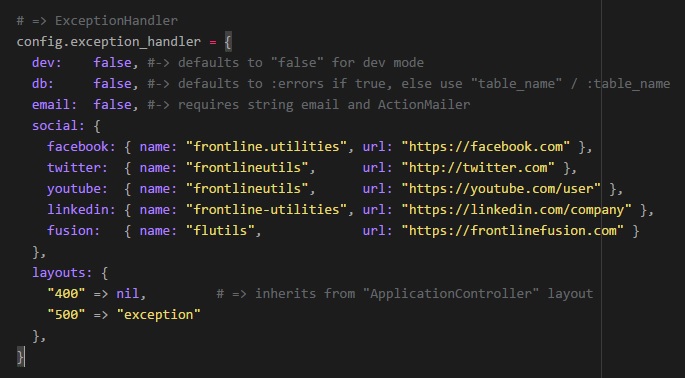 # => ExceptionHandler
config.exception_handler = {
  dev:    false, #-> defaults to "false" for dev mode
  db:     false, #-> defaults to :errors if true, else use "table_name" / :table_name
  email:  false, #-> requires string email and ActionMailer
  social: {
    facebook: { name: "frontline.utilities", url: "https://facebook.com" },
    twitter:  { name: "frontlineutils",      url: "http://twitter.com" },
    youtube:  { name: "frontlineutils",      url: "https://youtube.com/user" },
    linkedin: { name: "frontline-utilities", url: "https://linkedin.com/company" },
    fusion:   { name: "flutils",             url: "https://frontlinefusion.com" }
  },
  layouts: {
    "400" => nil,         # => inherits from "ApplicationController" layout
    "500" => "exception"
  },
}